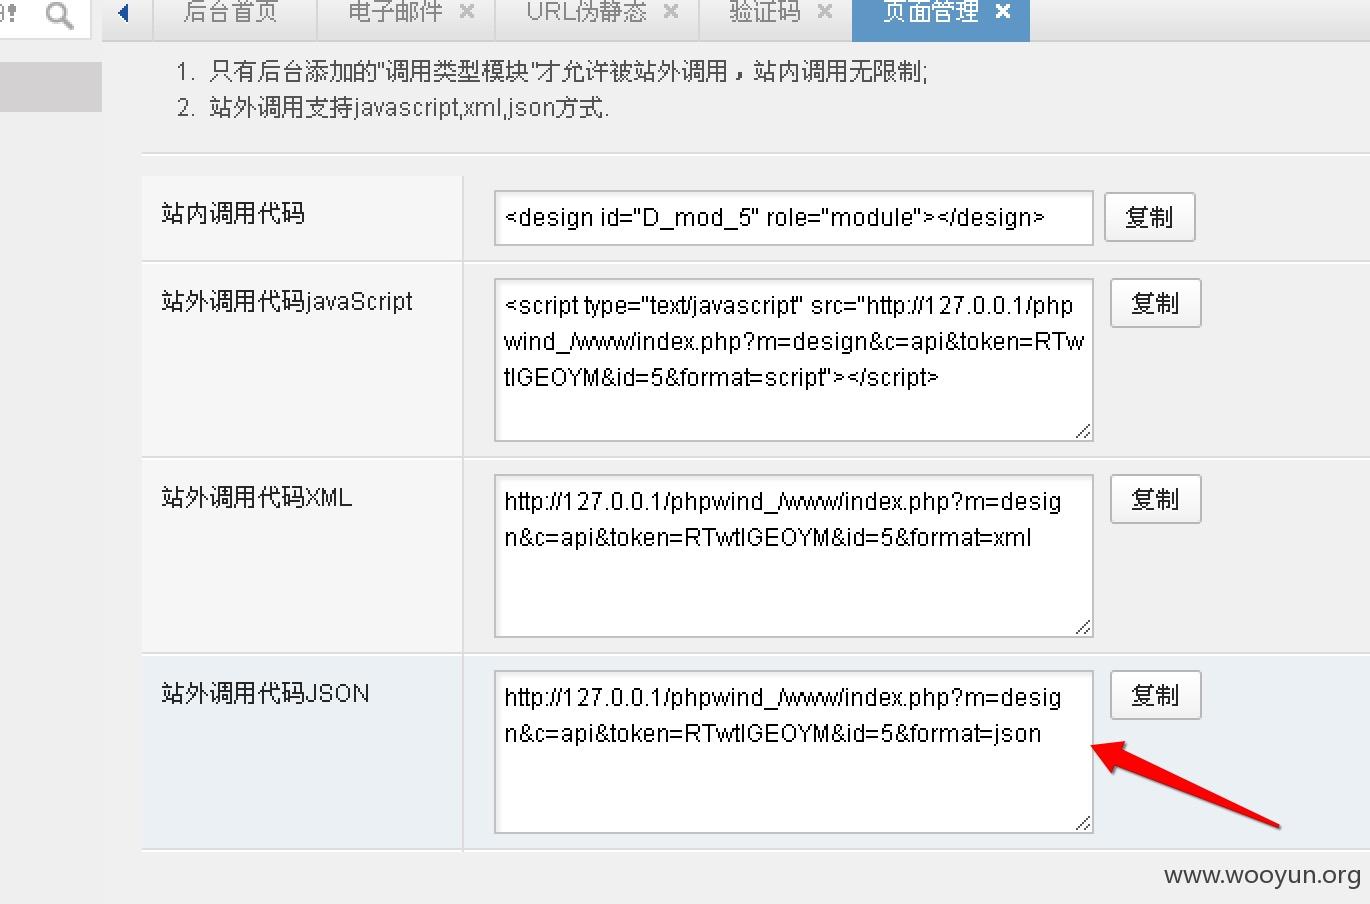 后台首页 电子邮件 URL伪静态 验证码 页面管理
1. 只有后台添加的"调用类型模块"才允许被站外调用，站内调用无限制;
2. 站外调用支持javascript,xml,json方式.
站内调用代码
<design id="D_mod_5" role="module"></design>
复制
站外调用代码javaScript
<script type="text/javascript" src="http://127.0.0.1/php
wind_/www/index.php?m=design&c=api&token=RTw
tlGEOYM&id=5&format=script"></script>
复制
站外调用代码XML
http://127.0.0.1/phpwind_/www/index.php?m=desig
n&c=api&token=RTwtlGEOYM&id=5&format=xml
复制
站外调用代码JSON
http://127.0.0.1/phpwind_/www/index.php?m=desig
n&c=api&token=RTwtlGEOYM&id=5&format=json
复制
www.wooyun.org